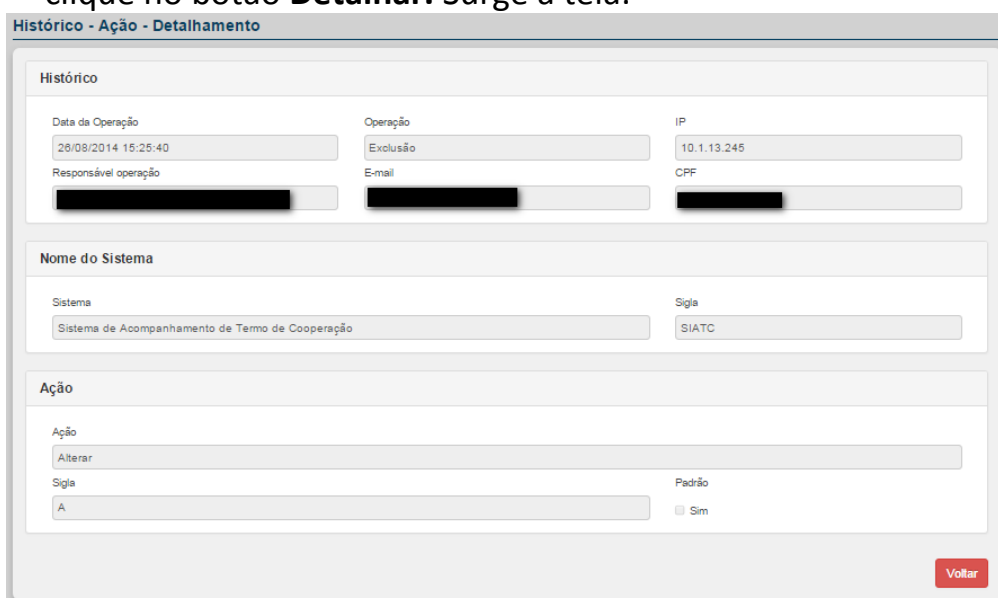 clique no botão Detalhar. Surge a tela:
Histórico - Ação - Detalhamento
Histórico
Data da Operação Operação IP
26/08/2014 15:25:40 Exclusão 10.1.13.245
Responsável operação E-mail CPF
Nome do Sistema
Sistema Sigla
Sistema de Acompanhamento de Termo de Cooperação SIATC
Ação
Ação
Alterar
Sigla Padrão
A Sim
Voltar